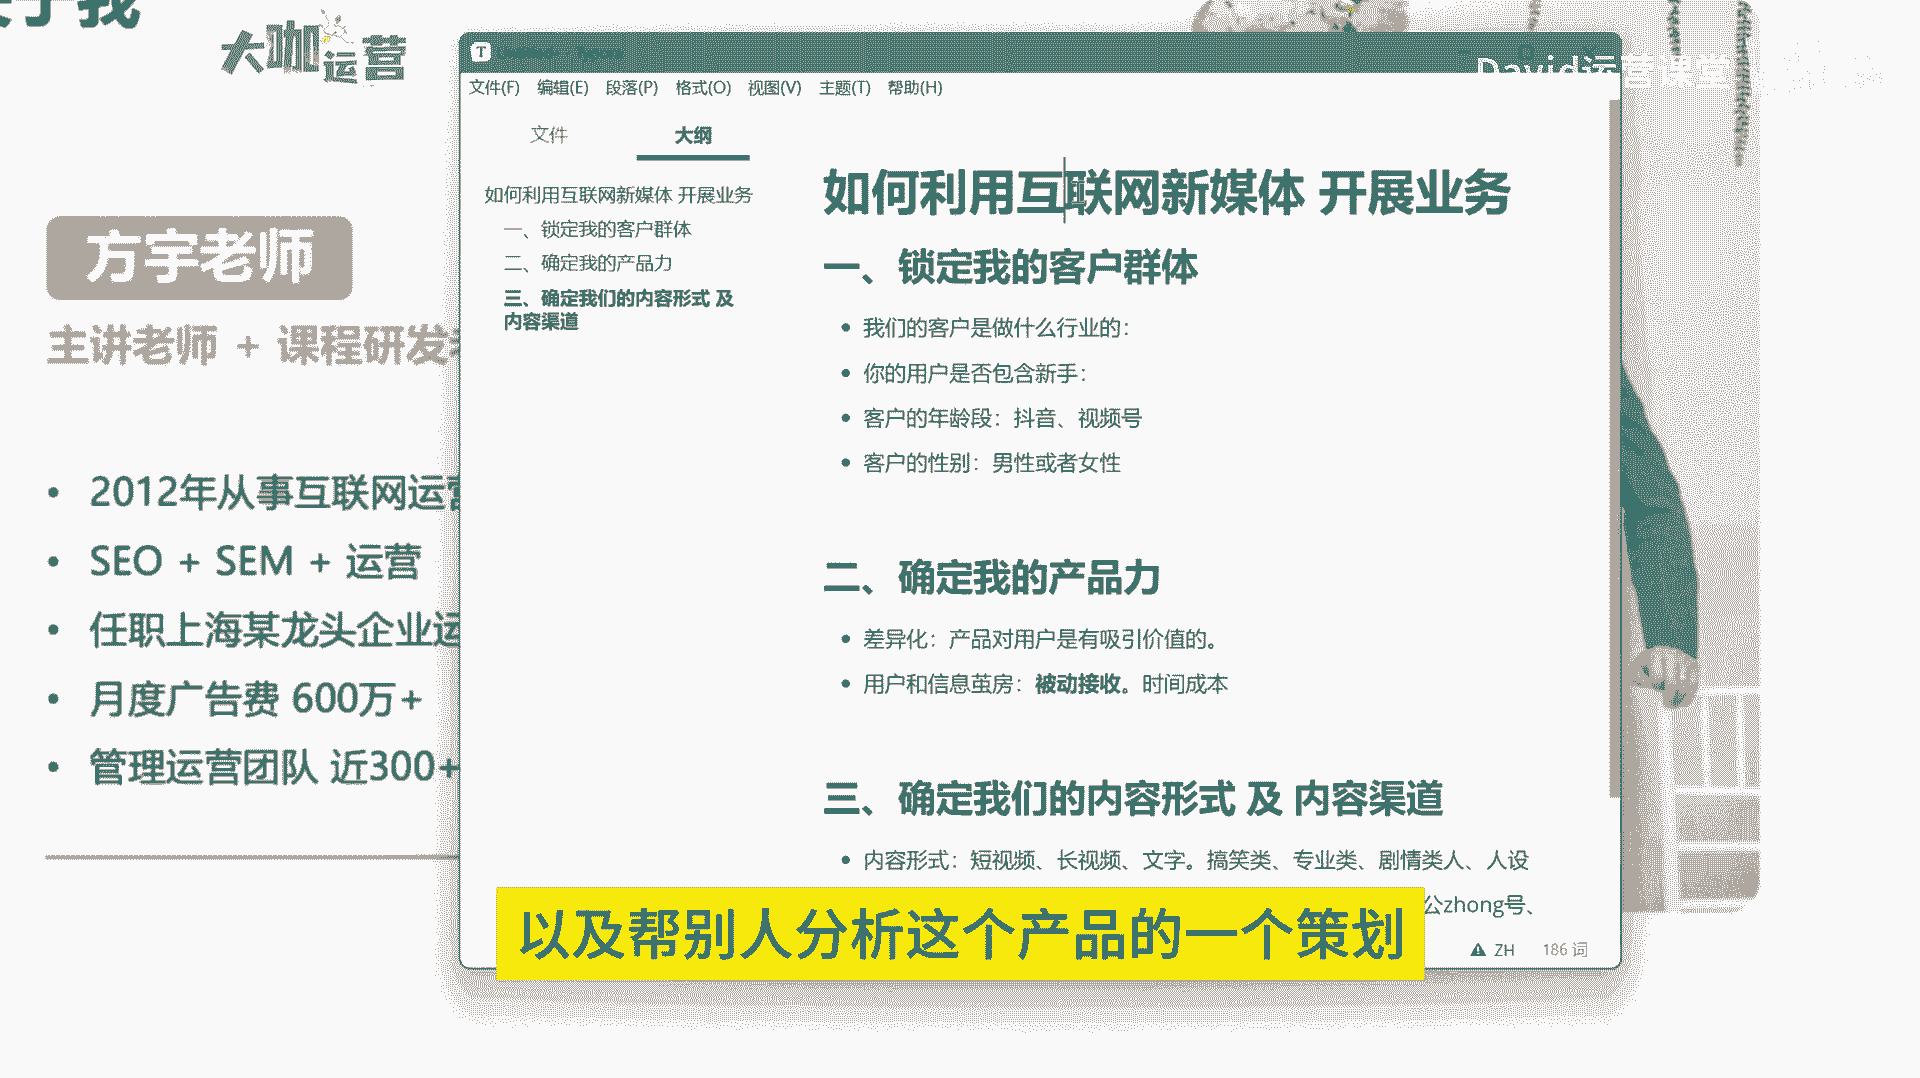 关于我
大咖运营
方宇老师
主讲老师 + 课程研发
2012年从事互联网运营
SEO + SEM + 运营
任职上海某龙头企业运
月度广告费 600万+
管理运营团队 近300+
T
David运营课堂
文件(F) 编辑(E) 段落(P) 格式(O) 视图(V) 主题(T) 帮助(H)
文件 大纲
如何利用互联网新媒体 开展业务
一、锁定我的客户群体
二、确定我的产品力
三、确定我们的内容形式 及
内容渠道
如何利用互联网新媒体 开展业务
一、锁定我的客户群体
• 我们的客户是做什么行业的：
• 你的用户是否包含新手：
• 客户的年龄段：抖音、视频号
• 客户的性别：男性或者女性
二、确定我的产品力
• 差异化：产品对用户是有吸引价值的。
• 用户和信息茧房：被动接收。时间成本
三、确定我们的内容形式 及 内容渠道
• 内容形式：短视频、长视频、文字。搞笑类、专业类、剧情类人、人设
公zhong号、
以及帮别人分析这个产品的一个策划
ZH 186 词